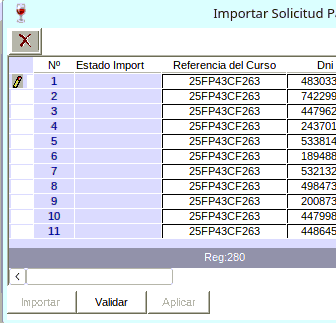 Importar Solicitud P
Nº Estado Import Referencia del Curso Dni
1 25FP43CF263 483033
2 25FP43CF263 742299
3 25FP43CF263 447962
4 25FP43CF263 243701
5 25FP43CF263 533814
6 25FP43CF263 189488
7 25FP43CF263 532132
8 25FP43CF263 498473
9 25FP43CF263 200873
10 25FP43CF263 447998
11 25FP43CF263 448645
Reg:280
Importar Validar Aplicar